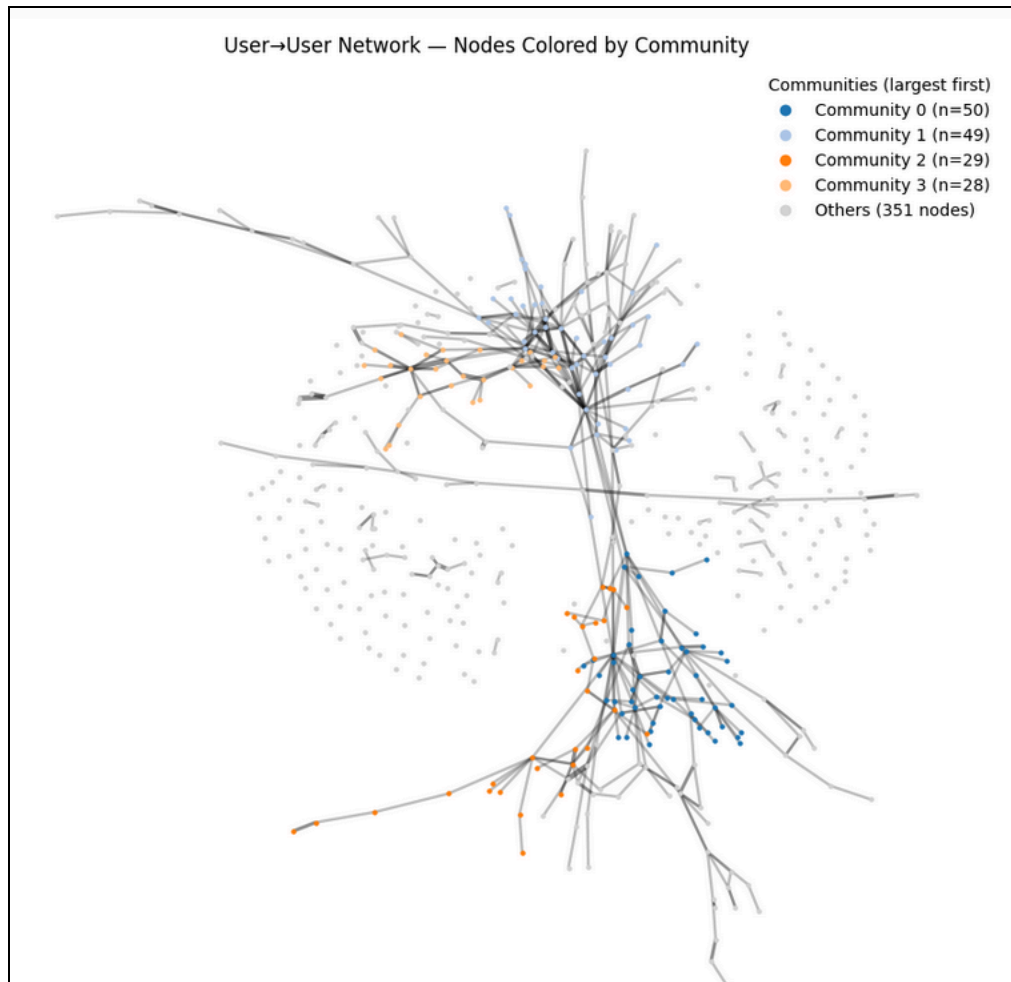 User→User Network — Nodes Colored by Community
Communities (largest first)
Community 0 (n=50)
Community 1 (n=49)
Community 2 (n=29)
Community 3 (n=28)
Others (351 nodes)